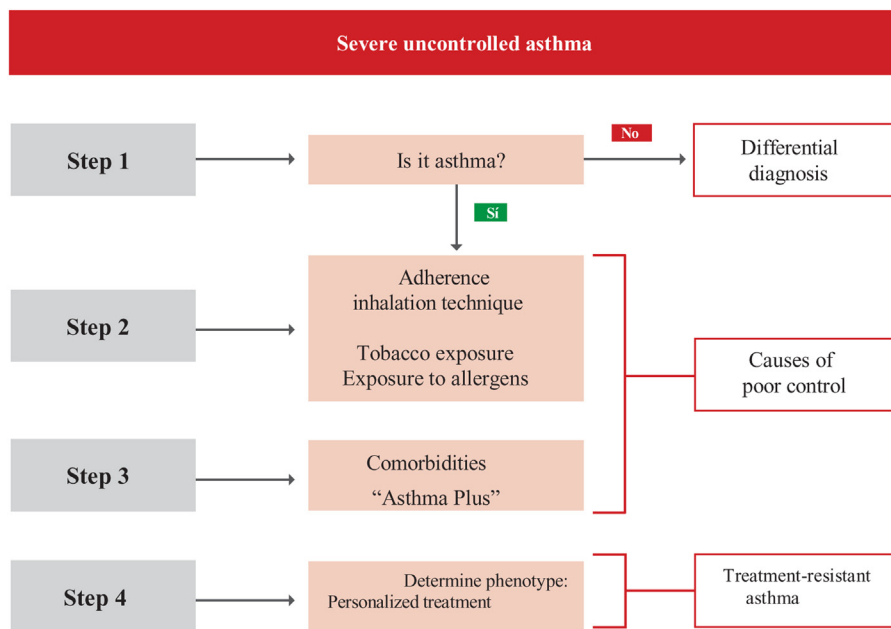 Severe uncontrolled asthma
Step 1
Is it asthma?
No
Differential
diagnosis
Sí
Step 2
Adherence
inhalation technique
Tobacco exposure
Exposure to allergens
Causes of
poor control
Step 3
Comorbidities
“Asthma Plus”
Step 4
Determine phenotype:
Personalized treatment
Treatment-resistant
asthma